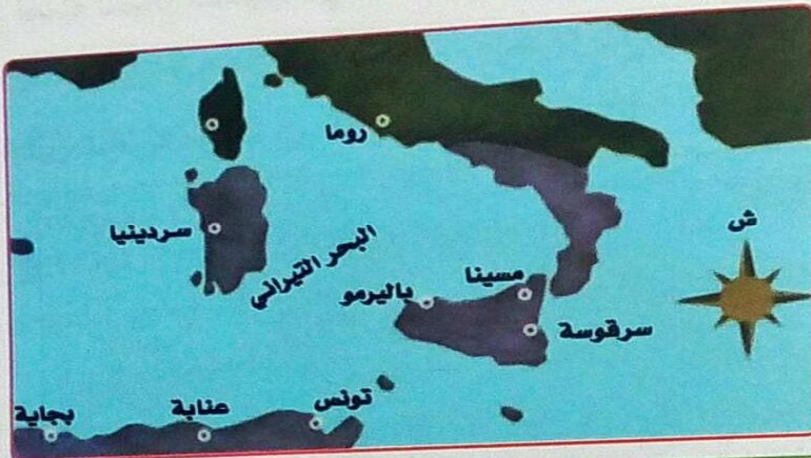 روما
ش
سردينيا
البحر التيراني
مسينا
باليرمو
سرقوسة
تونس
عنابة
بجاية